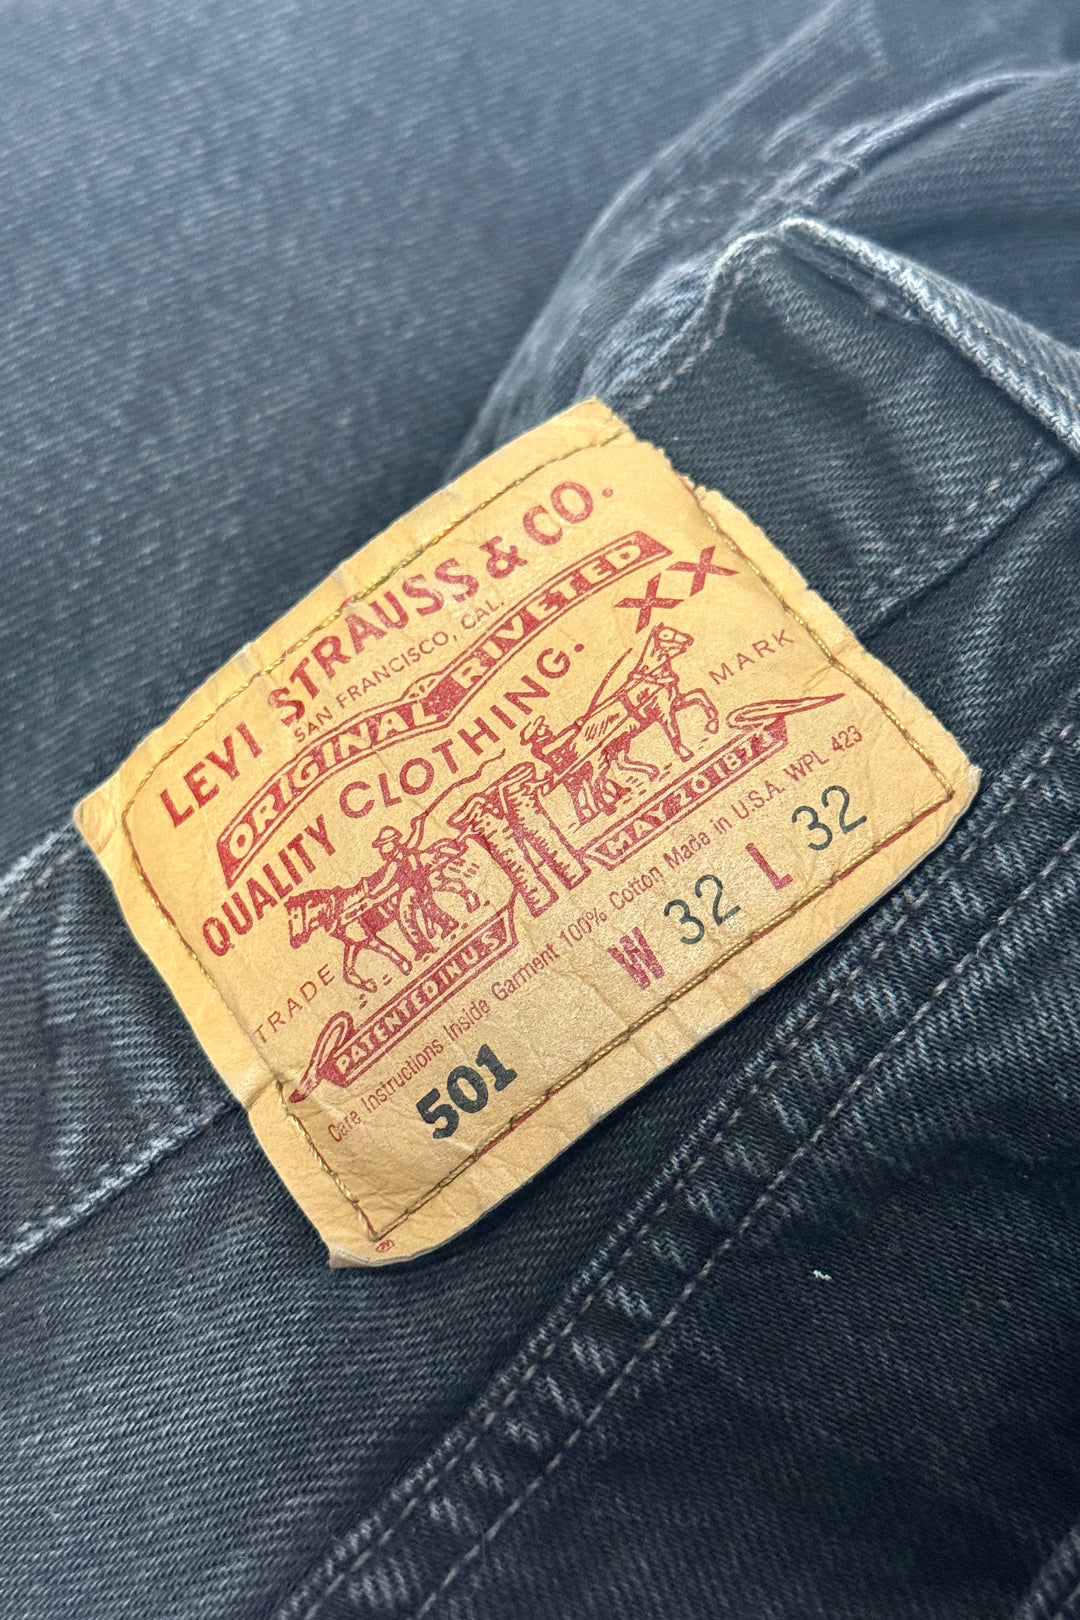 LEVI STRAUSS & CO.
SAN FRANCISCO, CAL.
ORIGINAL RIVETED
QUALITY CLOTHING. XX
TRADE MARK
PATENTED IN U.S MAY 20 1873
Care Instructions Inside Garment 100% Cotton Made in U.S.A. WPL 423
501 W 32 L 32
®